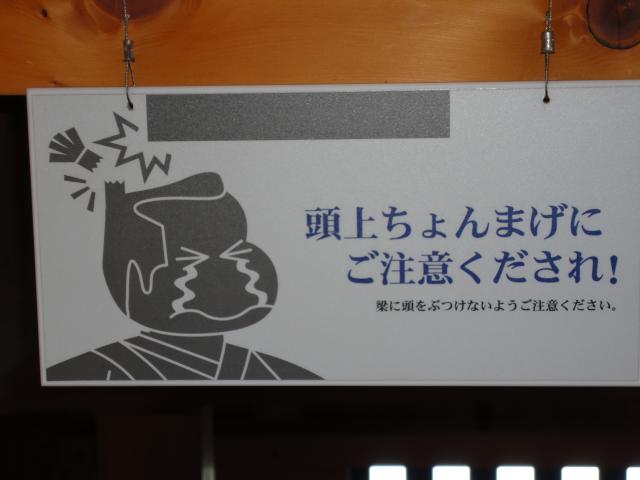 頭上ちょんまげに
ご注意くだされ!
梁に頭をぶつけないようご注意ください。